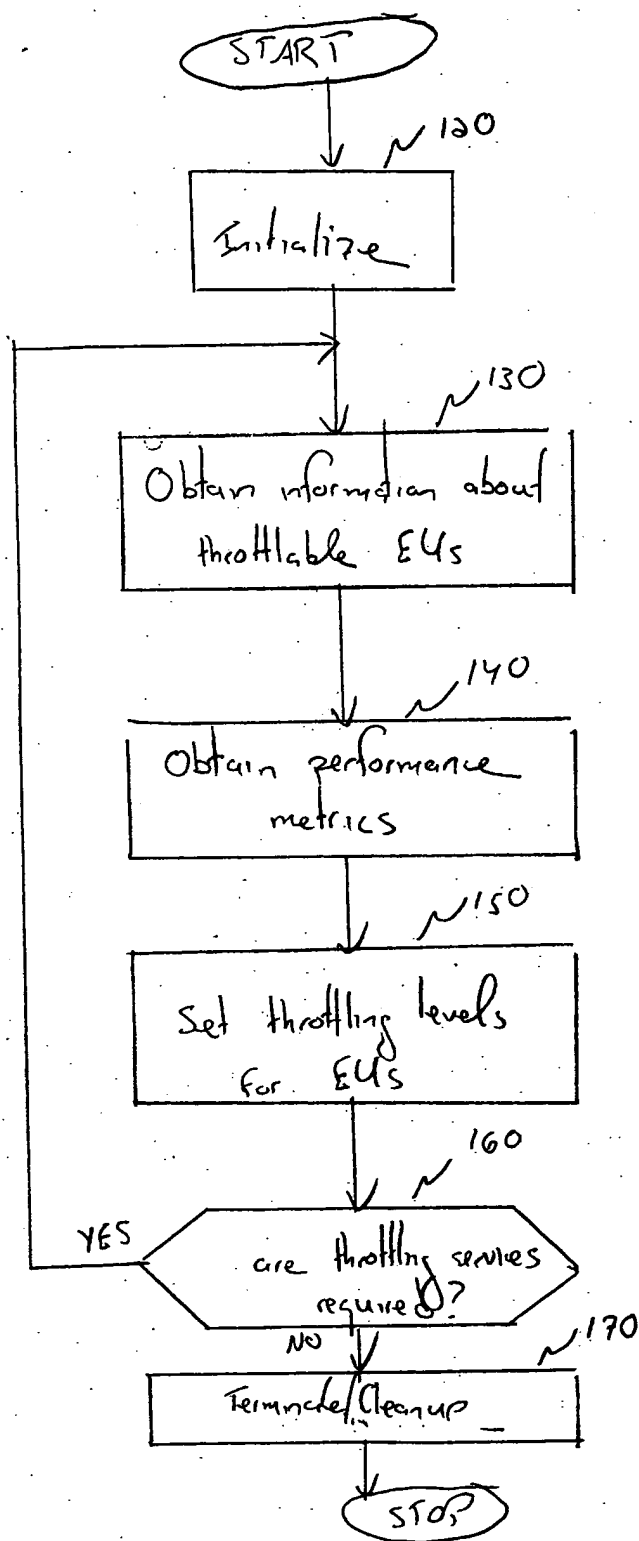 START
120
Initialize
130
Obtain information about
throttlable EUs
140
Obtain performance
metrics
150
Set throttling levels
for EUs
160
YES
are throttling services
required?
NO
170
Terminate/Cleanup
STOP